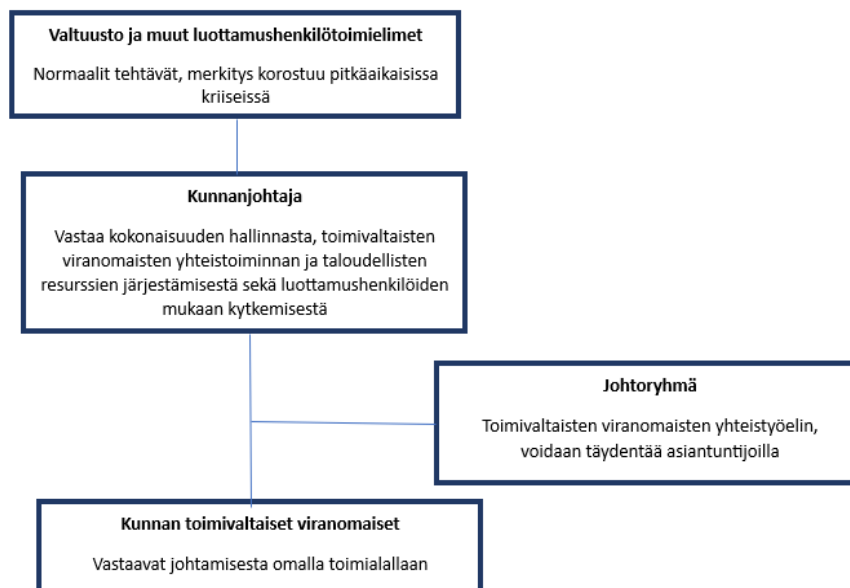 Valtuusto ja muut luottamushenkilötoimielimet
Normaalit tehtävät, merkitys korostuu pitkäaikaisissa
kriiseissä
Kunnanjohtaja
Vastaa kokonaisuuden hallinnasta, toimivaltaisten
viranomaisten yhteistoiminnan ja taloudellisten
resurssien järjestämisestä sekä luottamushenkilöiden
mukaan kytkemisestä
Johtoryhmä
Toimivaltaisten viranomaisten yhteistyöelin,
voidaan täydentää asiantuntijoilla
Kunnan toimivaltaiset viranomaiset
Vastaavat johtamisesta omalla toimialallaan